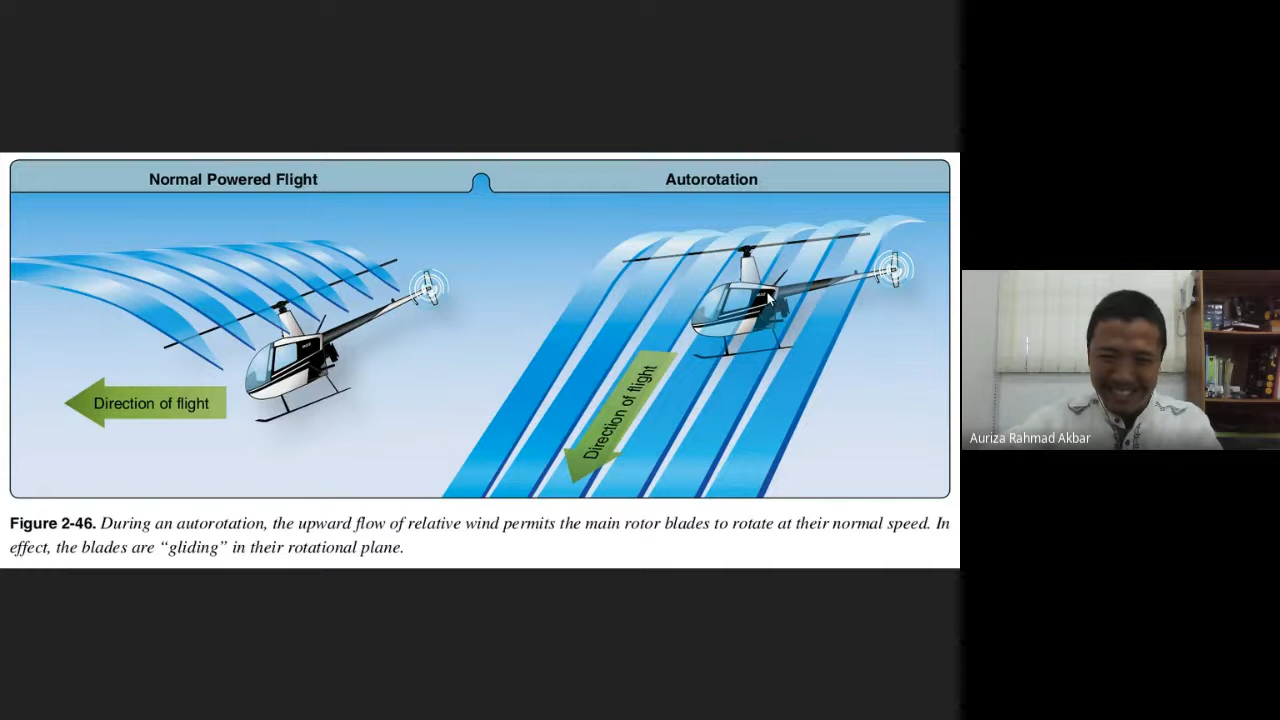 Normal Powered Flight
Autorotation
Direction of flight
Direction of flight
Figure 2-46. During an autorotation, the upward flow of relative wind permits the main rotor blades to rotate at their normal speed. In
effect, the blades are “gliding” in their rotational plane.
Auriza Rahmad Akbar